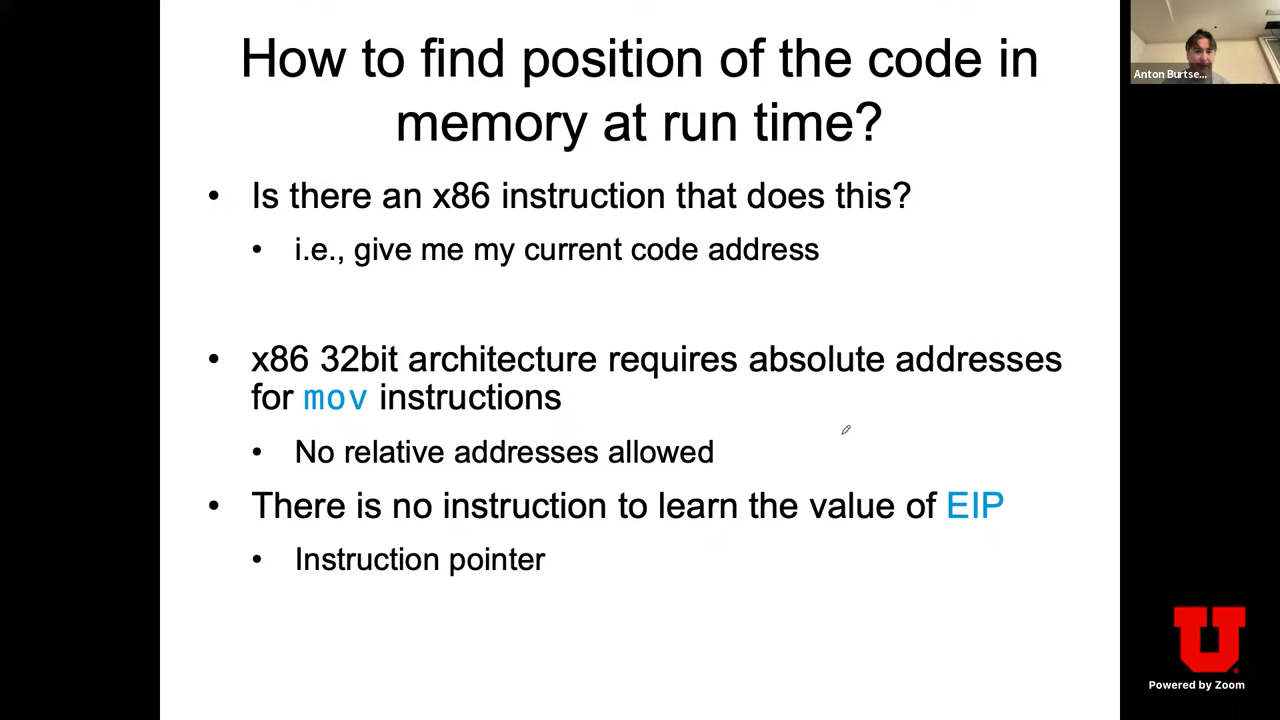 How to find position of the code in
memory at run time?
• Is there an x86 instruction that does this?
• i.e., give me my current code address
• x86 32bit architecture requires absolute addresses
for mov instructions
• No relative addresses allowed
• There is no instruction to learn the value of EIP
• Instruction pointer
Anton Burtse...
U
Powered by Zoom